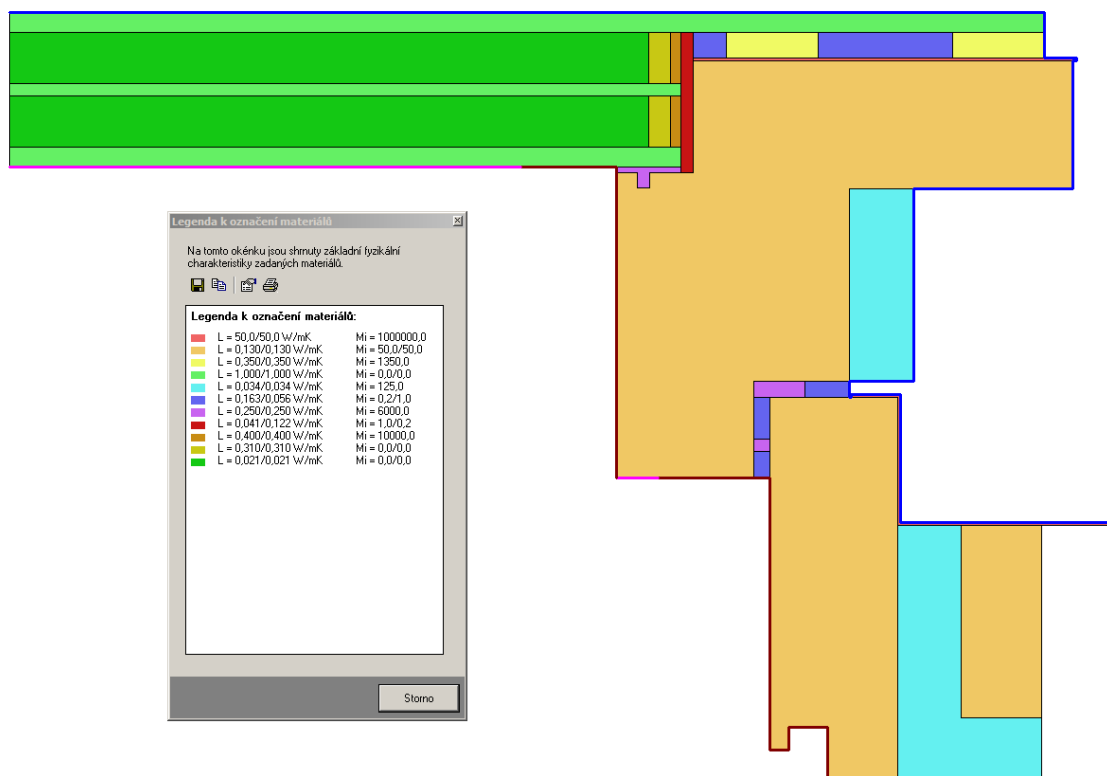 Legenda k označení materiálů
Na tomto okénku jsou shrnuty základní fyzikální
charakteristiky zadaných materiálů.
Legenda k označení materiálů:
L = 50,0/50,0 W/mK Mi = 1000000,0
L = 0,130/0,130 W/mK Mi = 50,0/50,0
L = 0,350/0,350 W/mK Mi = 1350,0
L = 1,000/1,000 W/mK Mi = 0,0/0,0
L = 0,034/0,034 W/mK Mi = 125,0
L = 0,163/0,056 W/mK Mi = 0,2/1,0
L = 0,250/0,250 W/mK Mi = 6000,0
L = 0,041/0,122 W/mK Mi = 1,0/0,2
L = 0,400/0,400 W/mK Mi = 10000,0
L = 0,310/0,310 W/mK Mi = 0,0/0,0
L = 0,021/0,021 W/mK Mi = 0,0/0,0
Storno